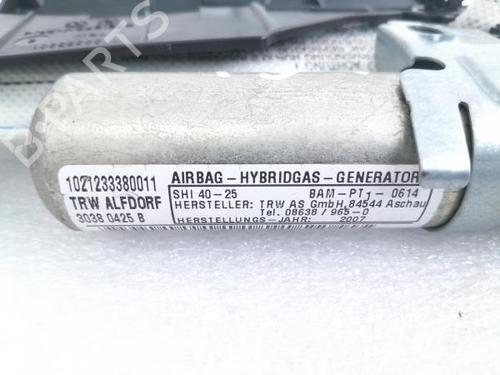 B-PARTS
1021233380011
TRW ALFDORF
3038 0425 B
AIRBAG-HYBRIDGAS-GENERATOR
SHI 40-25 BAM-PT1-0614
HERSTELLER: TRW AS GmbH, 84544 Aschau
Tel. 08638 / 965-0
HERSTELLUNGS-JAHR: 2007